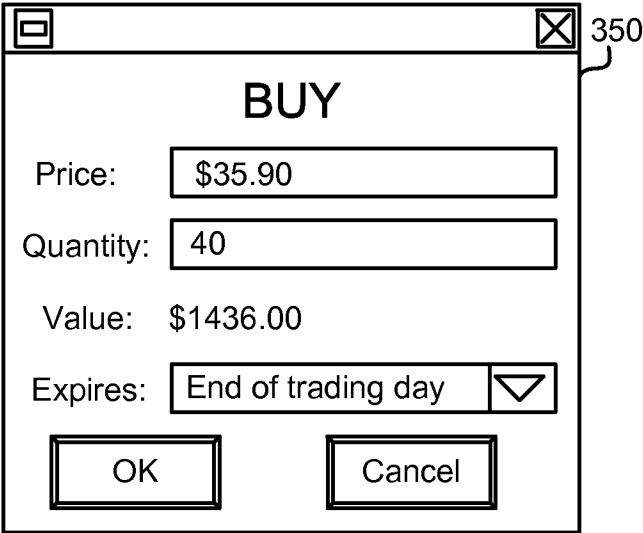 350
BUY
Price: $35.90
Quantity: 40
Value: $1436.00
Expires: End of trading day
OK Cancel